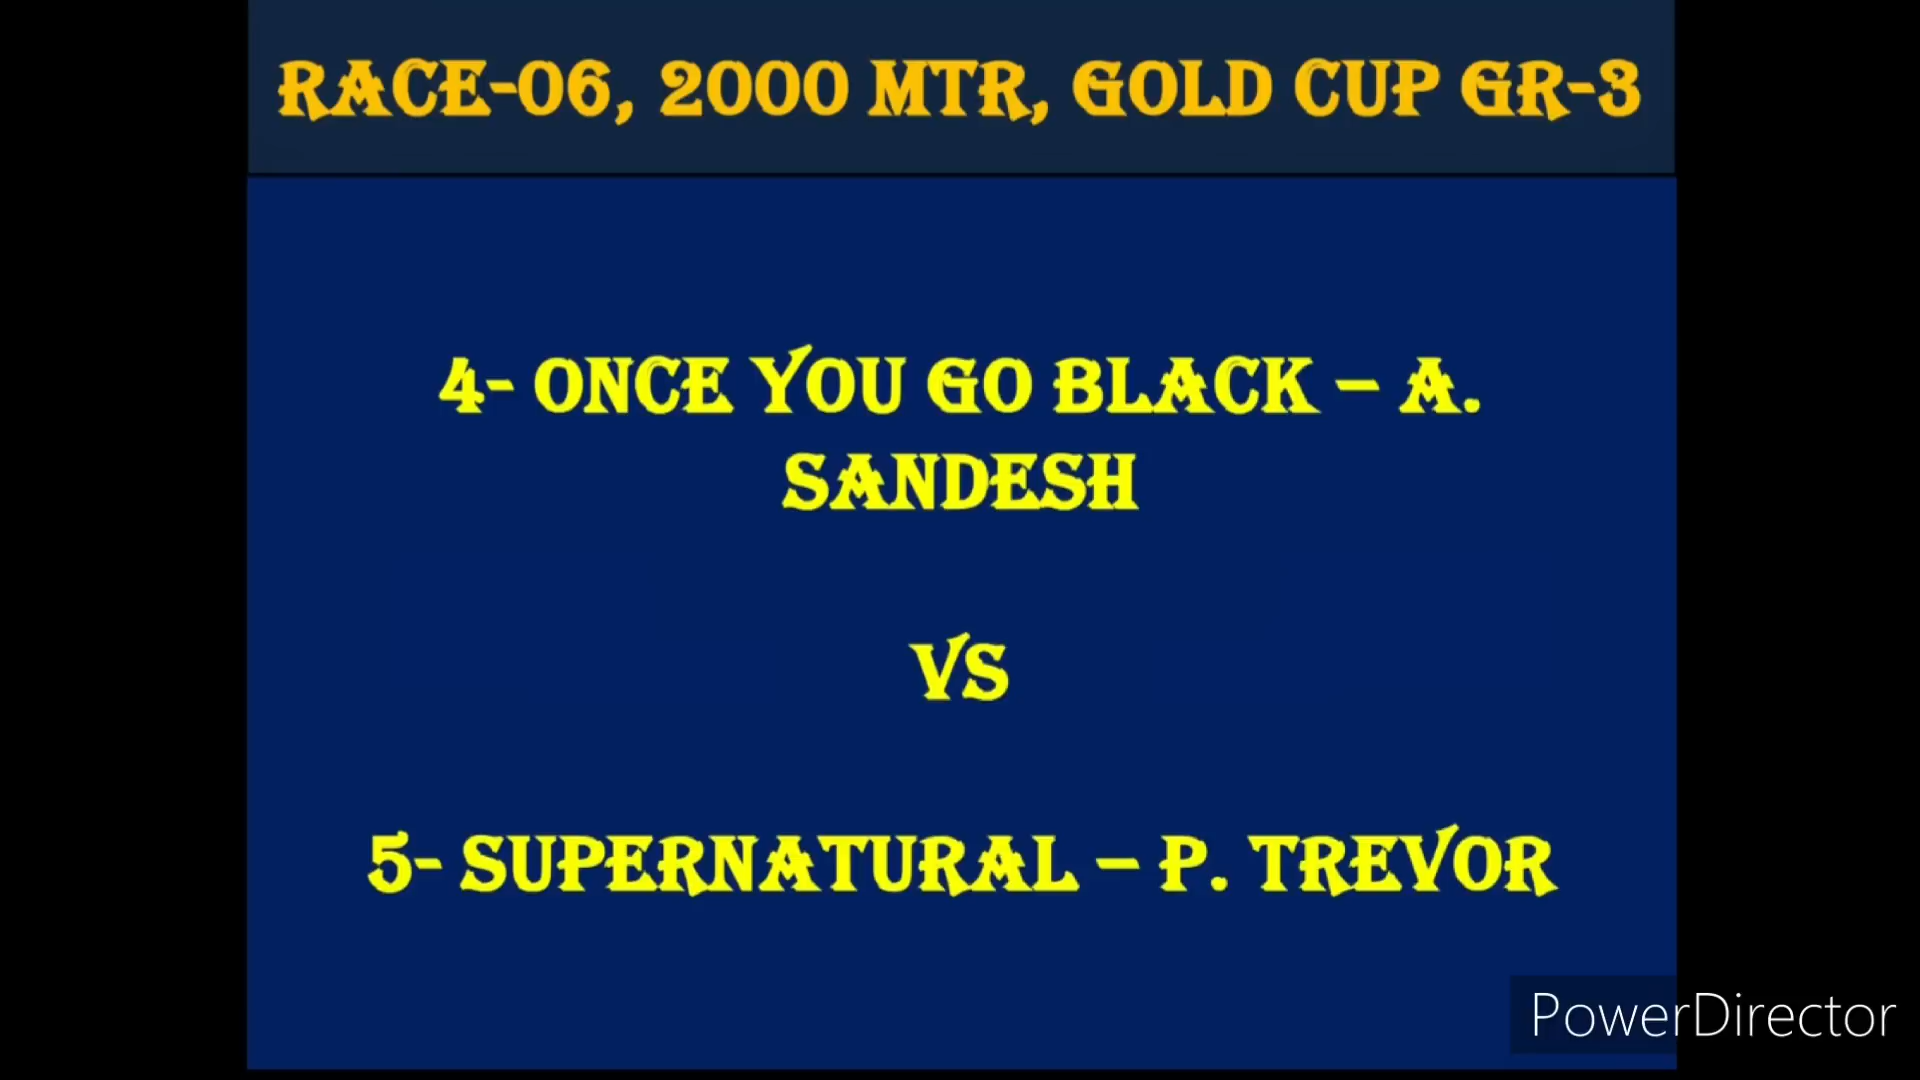 RACE-06, 2000 MTR, GOLD CUP GR-3
4- ONCE YOU GO BLACK – A.
SANDESH
VS
5- SUPERNATURAL – P. TREVOR
PowerDirector